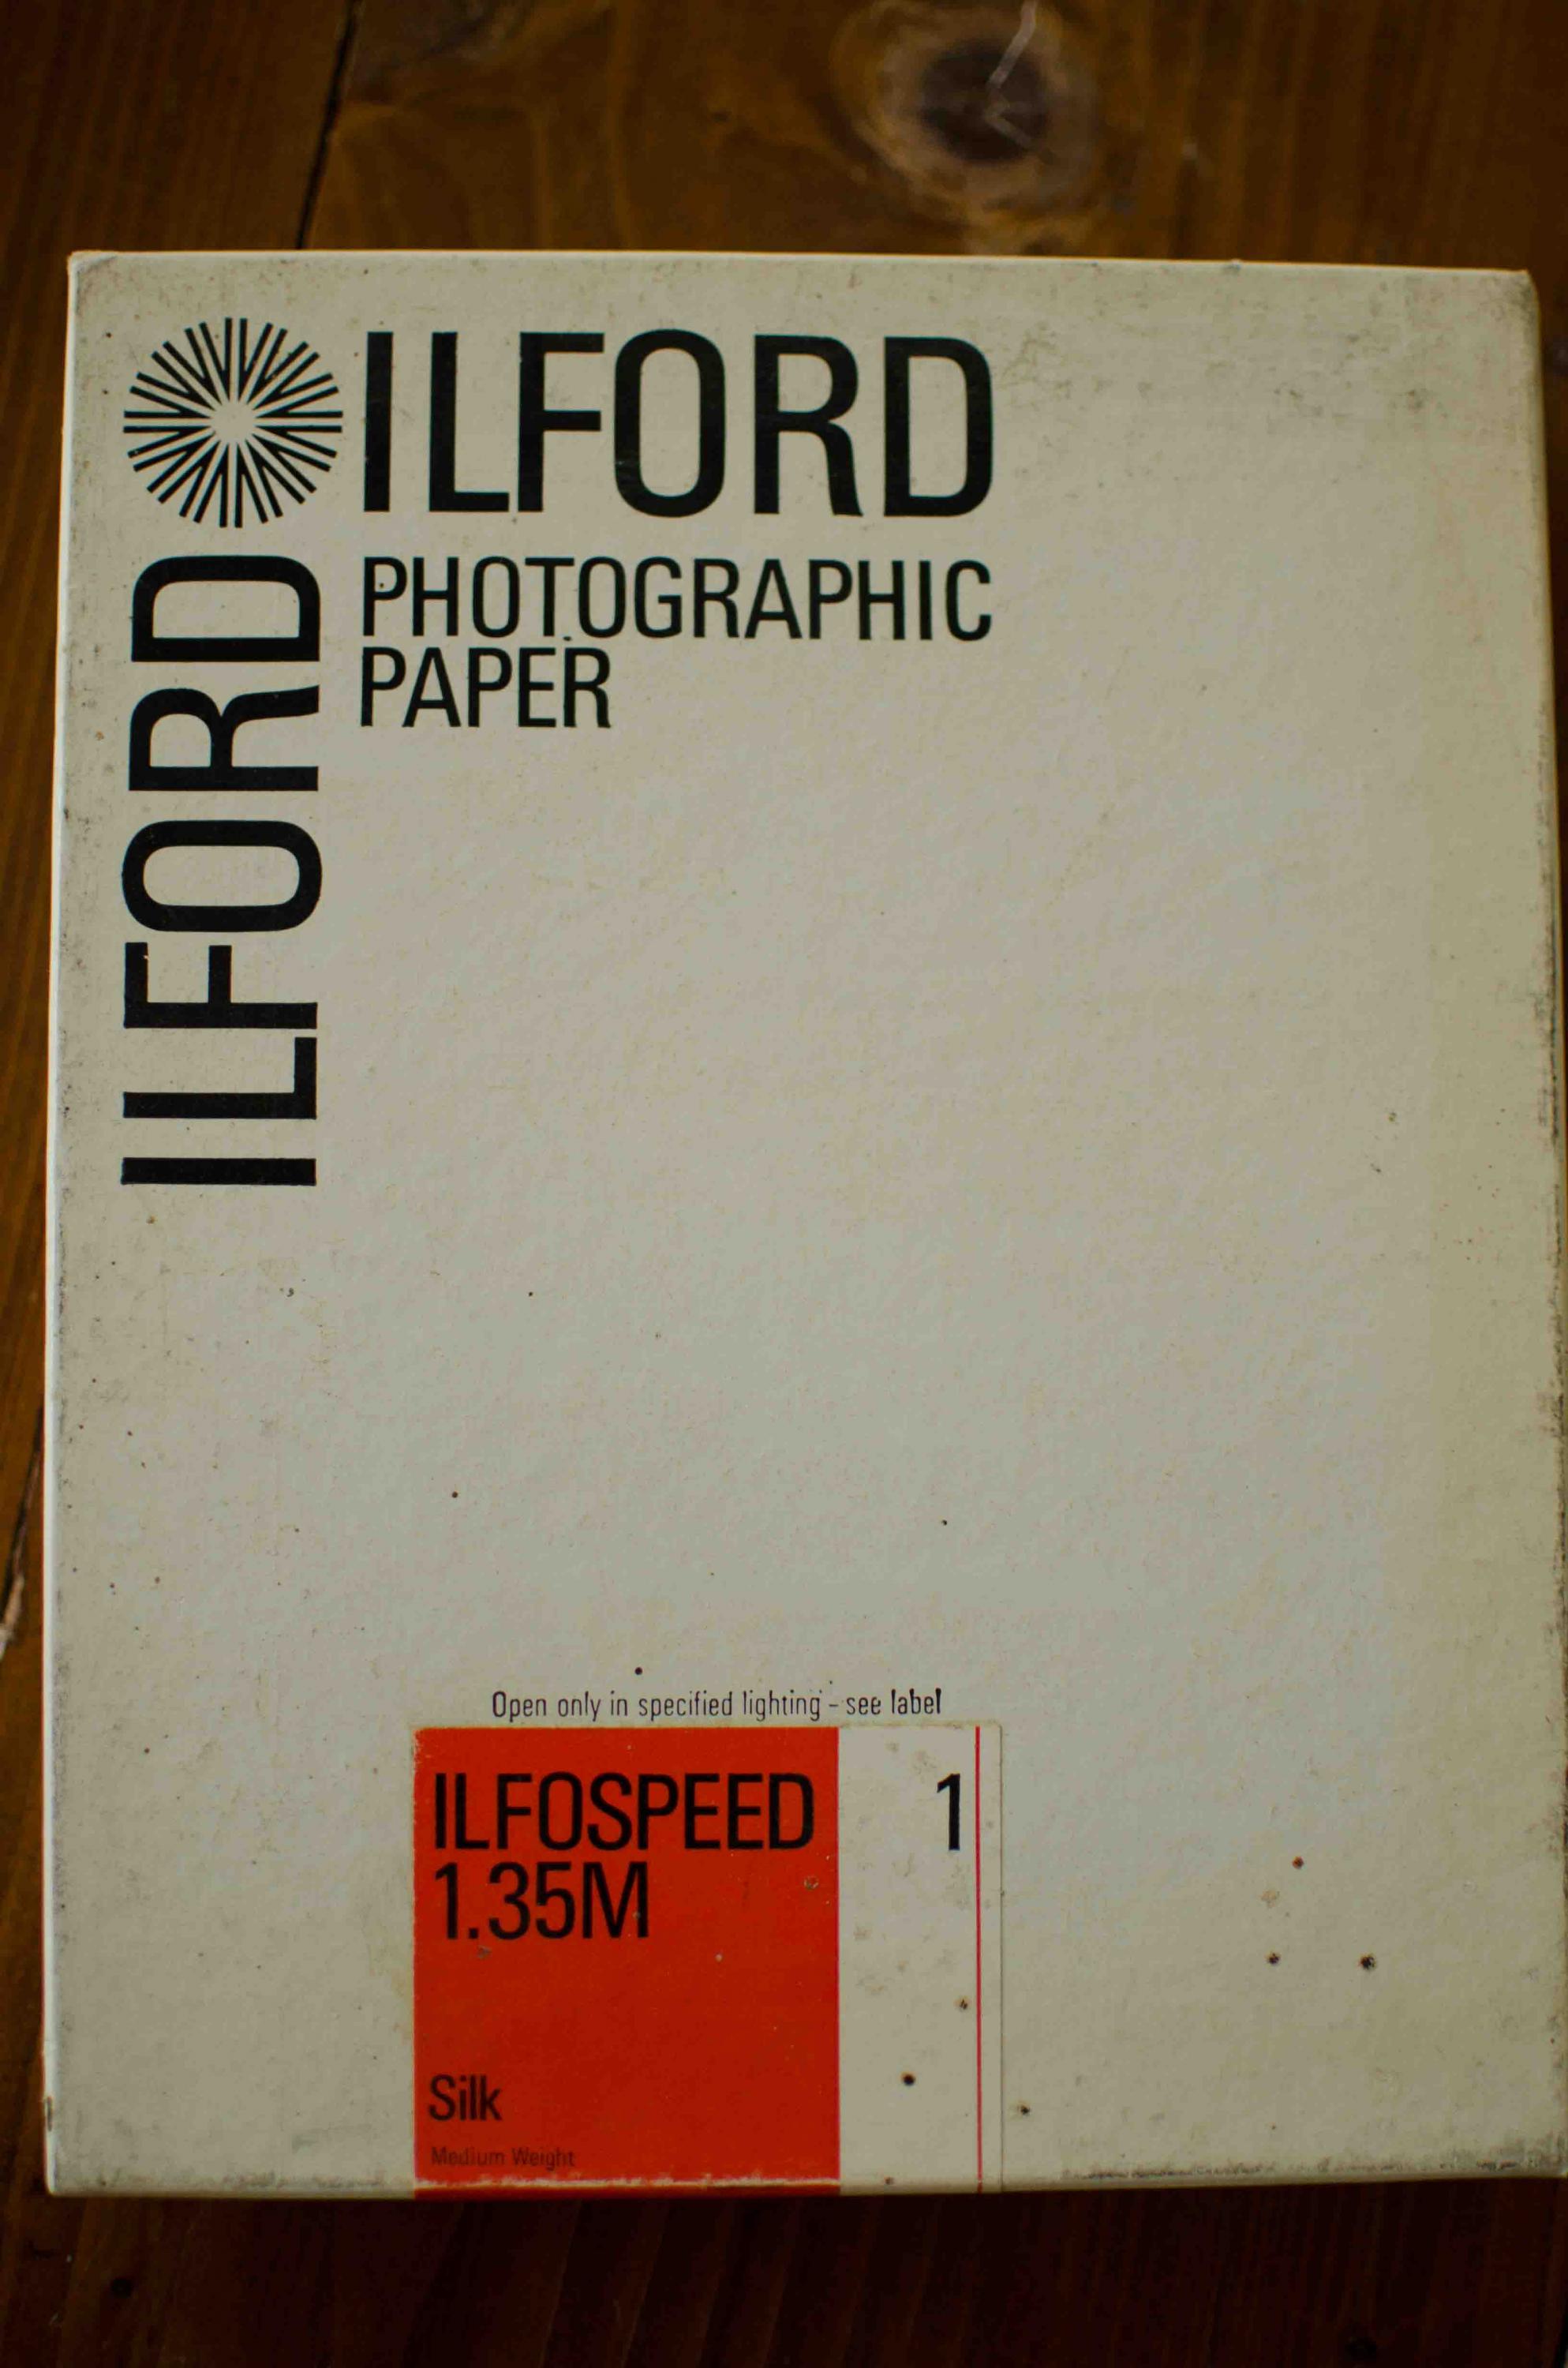 ILFORD
PHOTOGRAPHIC
PAPER
ILFORD
Open only in specified lighting - see label
ILFOSPEED 1
1.35M
Silk
Medium Weight